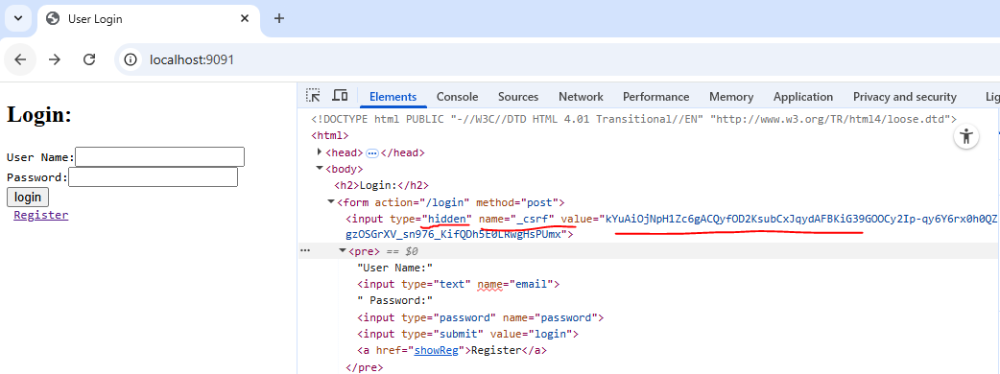 User Login
localhost:9091
Elements Console Sources Network Performance Memory Application Privacy and security Lig
Login:
User Name:
Password:
login
Register
<!DOCTYPE html PUBLIC "-//W3C//DTD HTML 4.01 Transitional//EN" "http://www.w3.org/TR/html4/loose.dtd">
<html>
<head> ⋯ </head>
<body>
<h2>Login:</h2>
<form action="/login" method="post">
<input type="hidden" name="_csrf" value="kYuAiOjNpH1Zc6gACQyfOD2KsubCxJqydAFBKiG39GOOCy2Ip-qy6Y6rx0h0QZ
gzOSGrXV_sn976_KifQDh5E0LRwgHsPUmx">
<pre> == $0
"User Name:"
<input type="text" name="email">
" Password:"
<input type="password" name="password">
<input type="submit" value="login">
<a href="showReg">Register</a>
</pre>